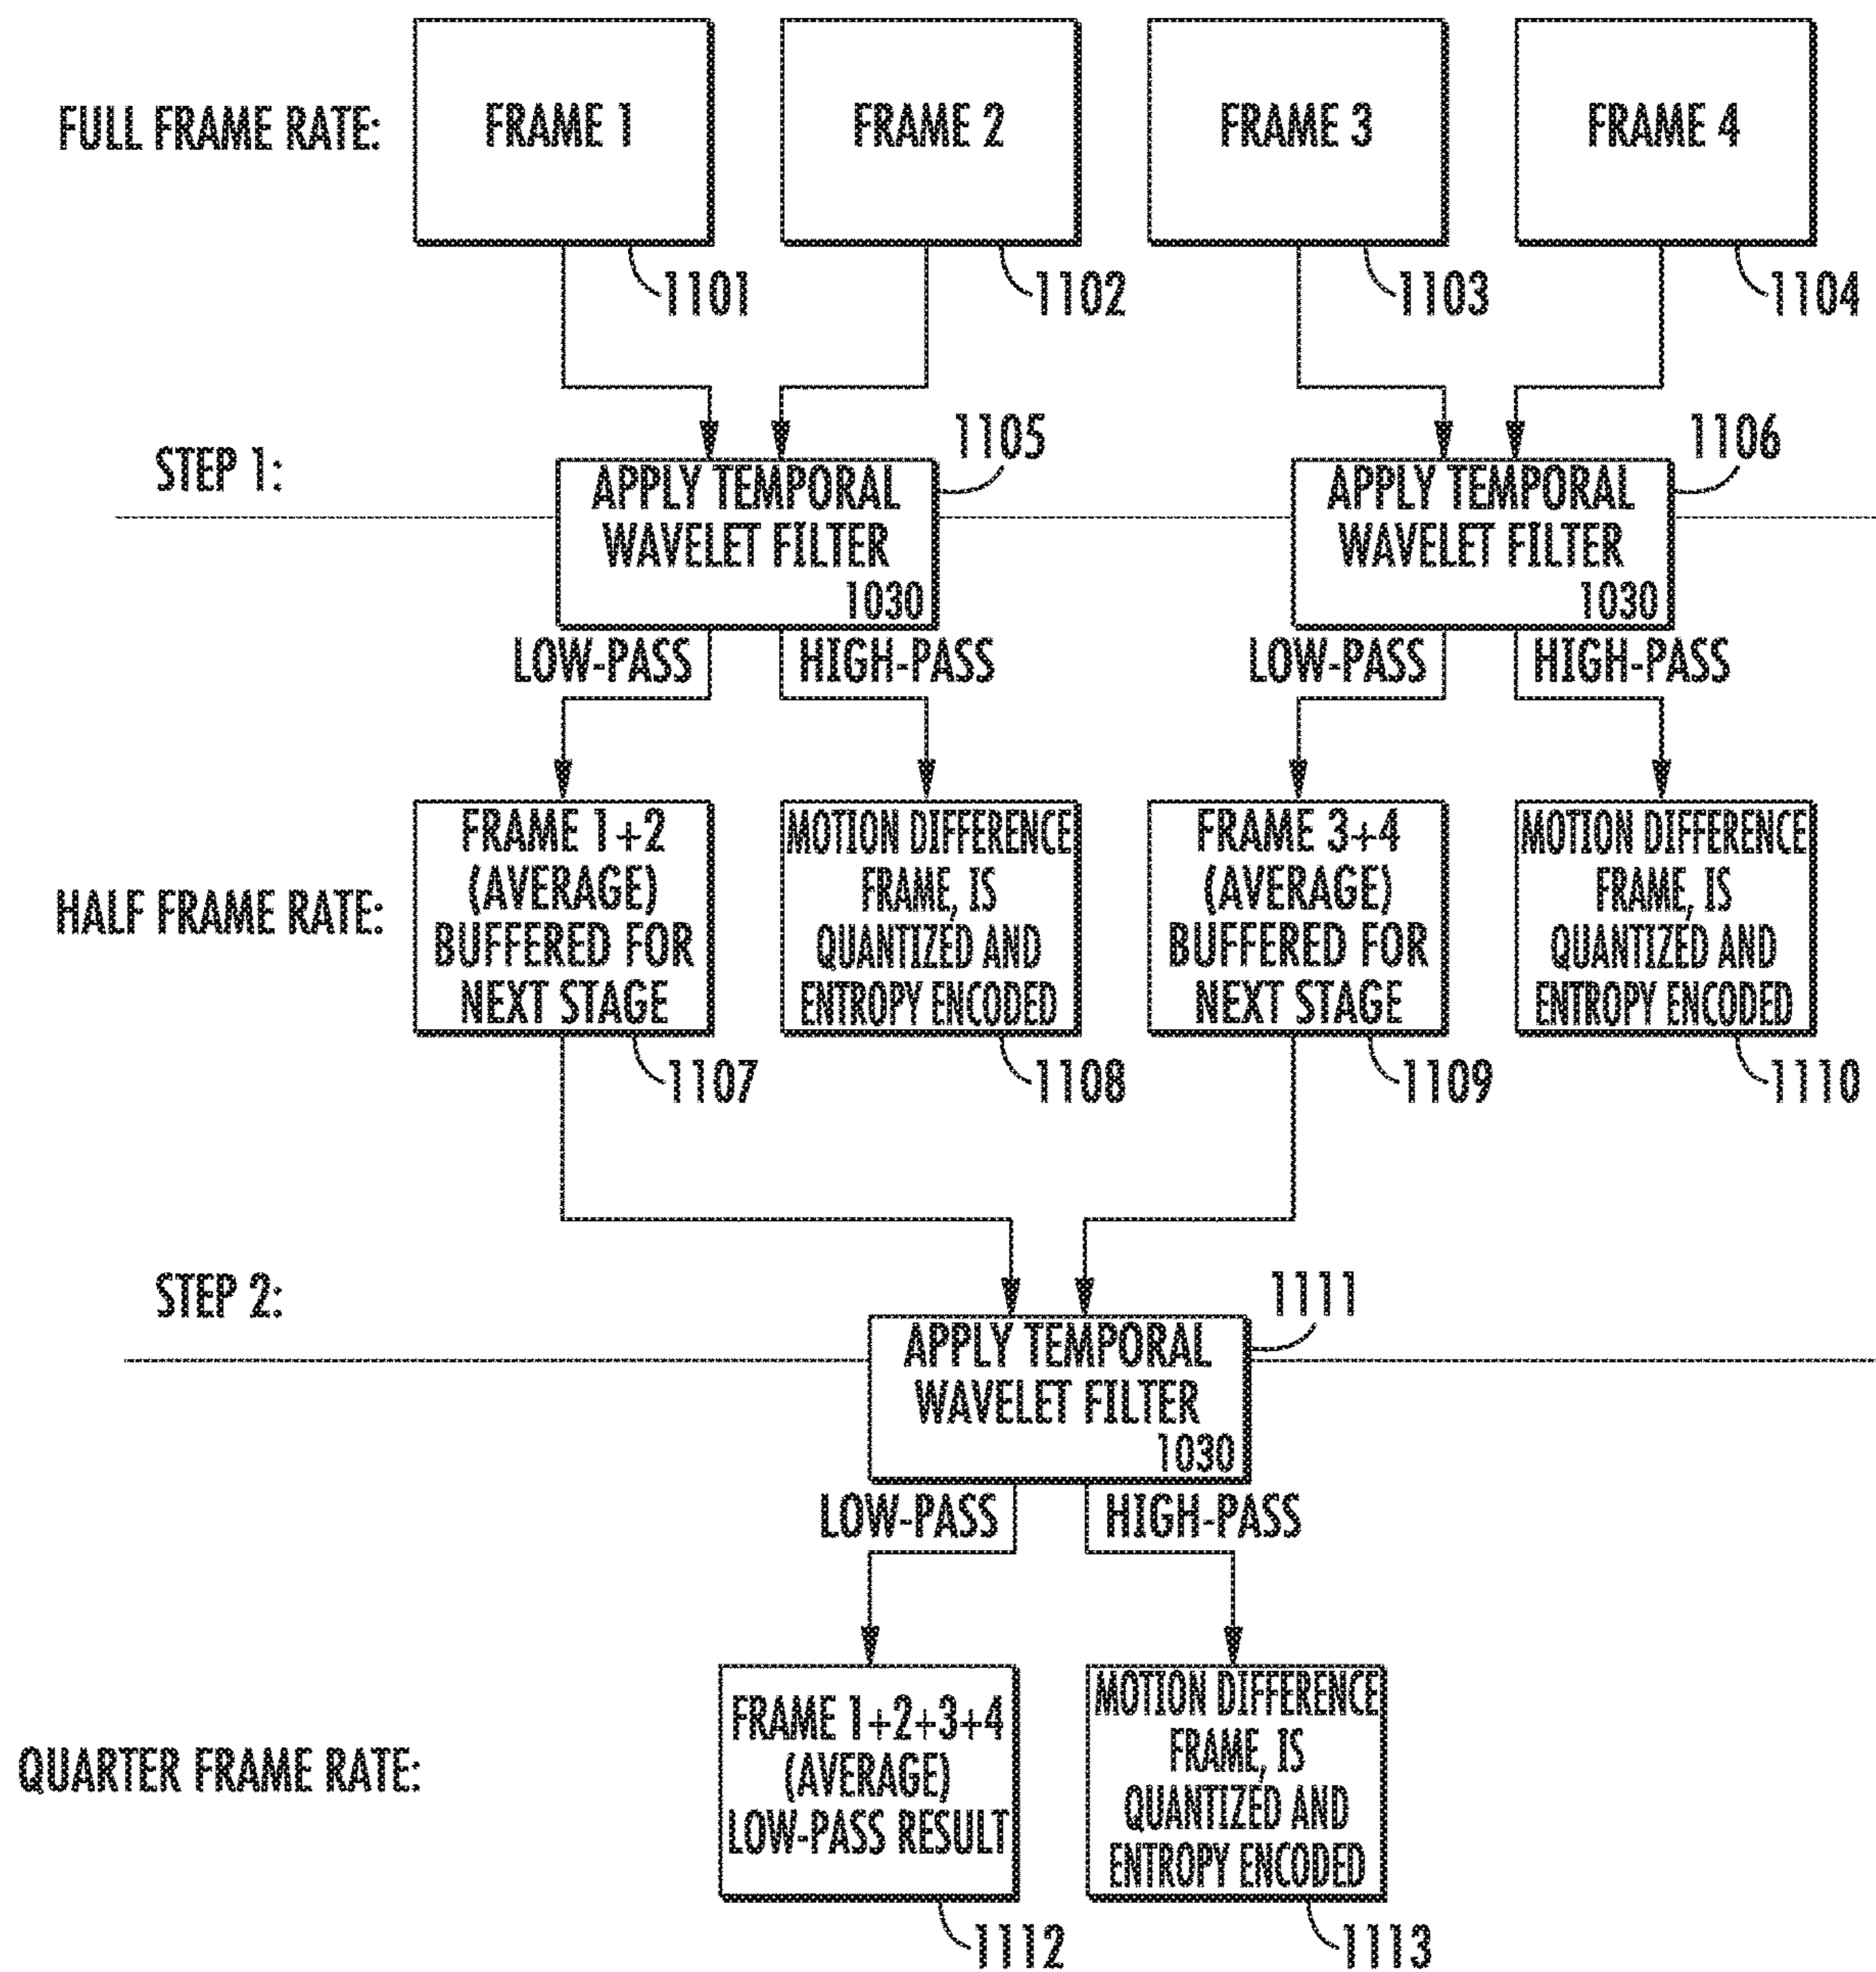 FULL FRAME RATE:
FRAME 1
FRAME 2
FRAME 3
FRAME 4
1101
1102
1103
1104
STEP 1:
1105
APPLY TEMPORAL
WAVELET FILTER
1030
1106
APPLY TEMPORAL
WAVELET FILTER
1030
LOW-PASS
HIGH-PASS
LOW-PASS
HIGH-PASS
HALF FRAME RATE:
FRAME 1+2
(AVERAGE)
BUFFERED FOR
NEXT STAGE
1107
MOTION DIFFERENCE
FRAME, IS
QUANTIZED AND
ENTROPY ENCODED
1108
FRAME 3+4
(AVERAGE)
BUFFERED FOR
NEXT STAGE
1109
MOTION DIFFERENCE
FRAME, IS
QUANTIZED AND
ENTROPY ENCODED
1110
STEP 2:
1111
APPLY TEMPORAL
WAVELET FILTER
1030
LOW-PASS
HIGH-PASS
QUARTER FRAME RATE:
FRAME 1+2+3+4
(AVERAGE)
LOW-PASS RESULT
1112
MOTION DIFFERENCE
FRAME, IS
QUANTIZED AND
ENTROPY ENCODED
1113